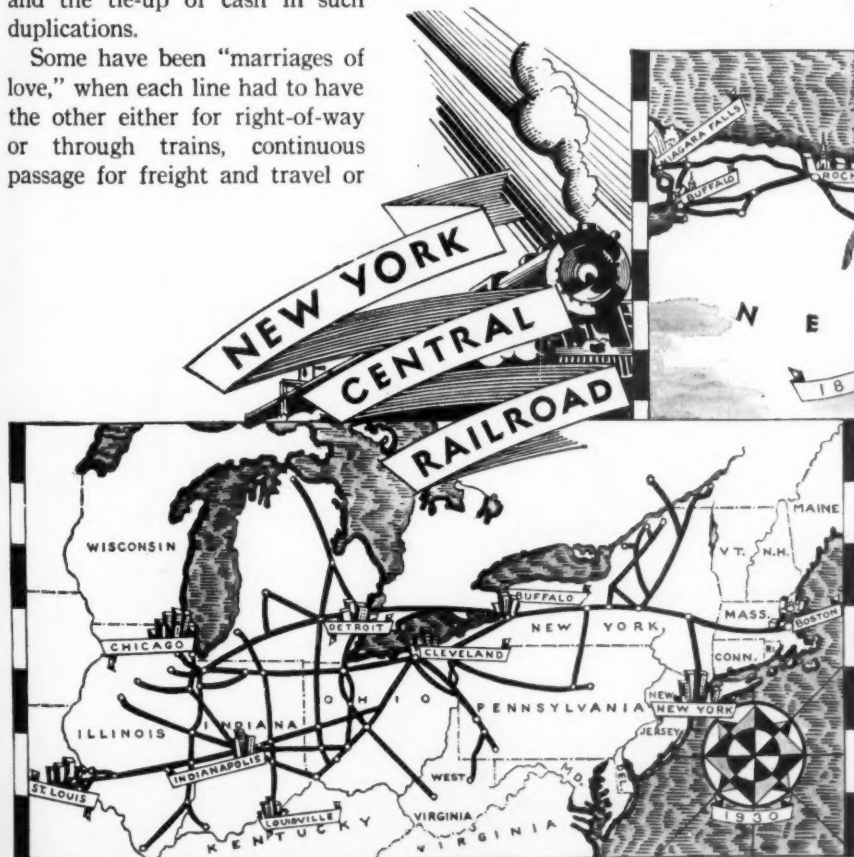 and the tie-up of cash in such
duplications.
Some have been “marriages of
love,” when each line had to have
the other either for right-of-way
or through trains, continuous
passage for freight and travel or
NEW YORK
CENTRAL
RAILROAD
NIAGARA FALLS
BUFFALO
ROCH
N E
18
WISCONSIN
CHICAGO
ILLINOIS
INDIANA
INDIANAPOLIS
ST. LOUIS
LOUISVILLE
KENTUCKY
DETROIT
OHIO
CLEVELAND
BUFFALO
NEW YORK
PENNSYLVANIA
WEST
VIRGINIA
VIRGINIA
MD.
DEL.
NEW
JERSEY
NEW YORK
CONN.
R.I.
MASS.
BOSTON
VT.
N.H.
MAINE
1930